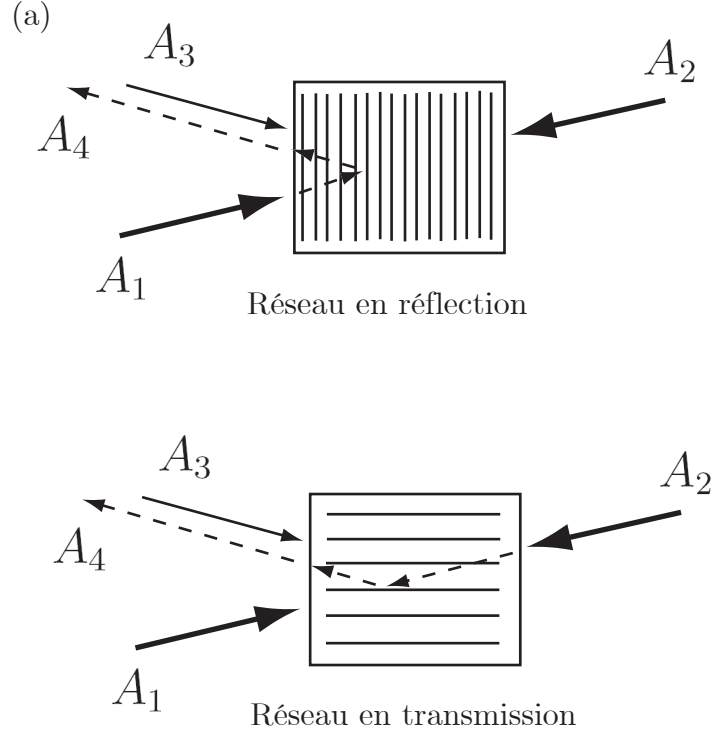 (a)
A3
A2
A4
A1
Réseau en réflection
A3
A2
A4
A1
Réseau en transmission